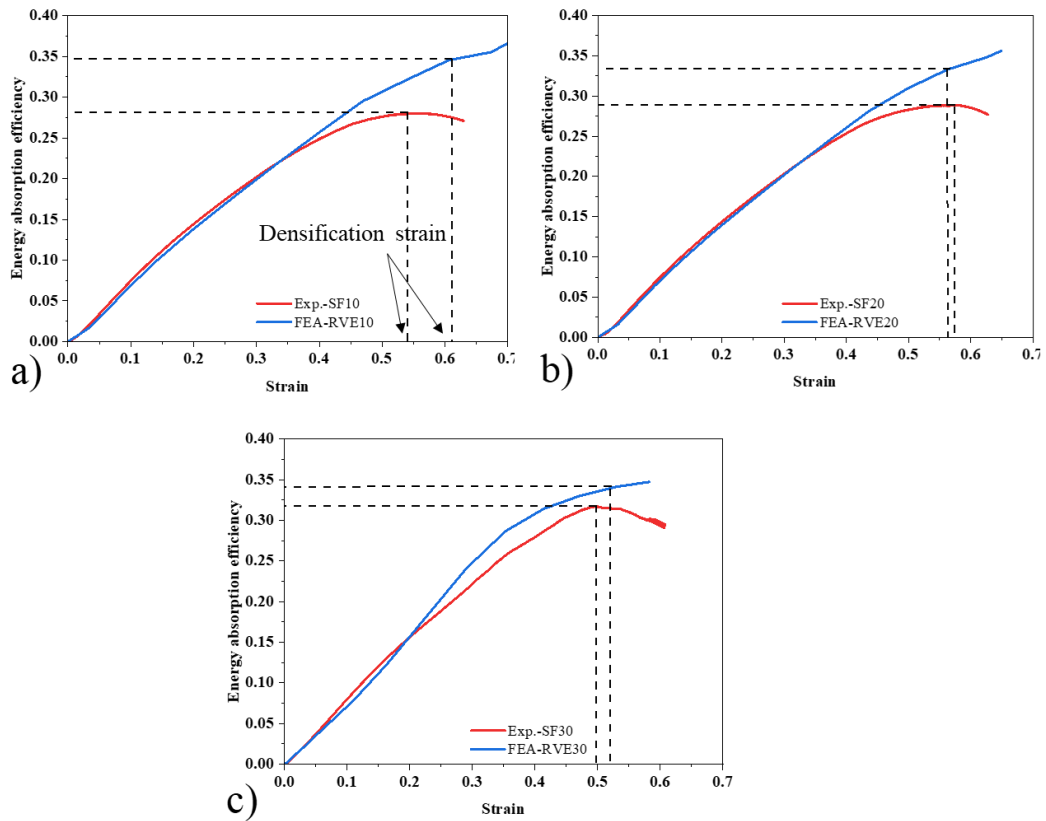 0.40
0.35
0.30
0.25
0.20
0.15
0.10
0.05
0.00
Energy absorption efficiency
Densification strain
Exp.-SF10
FEA-RVE10
0.0 0.1 0.2 0.3 0.4 0.5 0.6 0.7
Strain
a)
0.40
0.35
0.30
0.25
0.20
0.15
0.10
0.05
0.00
Energy absorption efficiency
Exp.-SF20
FEA-RVE20
0.0 0.1 0.2 0.3 0.4 0.5 0.6 0.7
Strain
b)
0.40
0.35
0.30
0.25
0.20
0.15
0.10
0.05
0.00
Energy absorption efficiency
Exp.-SF30
FEA-RVE30
0.0 0.1 0.2 0.3 0.4 0.5 0.6 0.7
Strain
c)